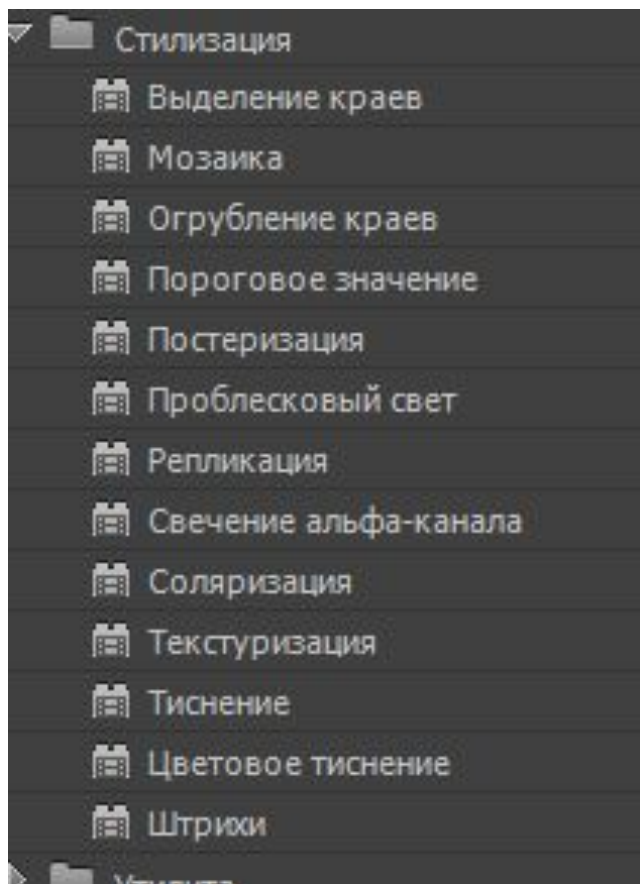 Стилизация
Выделение краев
Мозаика
Огрубление краев
Пороговое значение
Постеризация
Проблесковый свет
Репликация
Свечение альфа-канала
Соляризация
Текстуризация
Тиснение
Цветовое тиснение
Штрихи